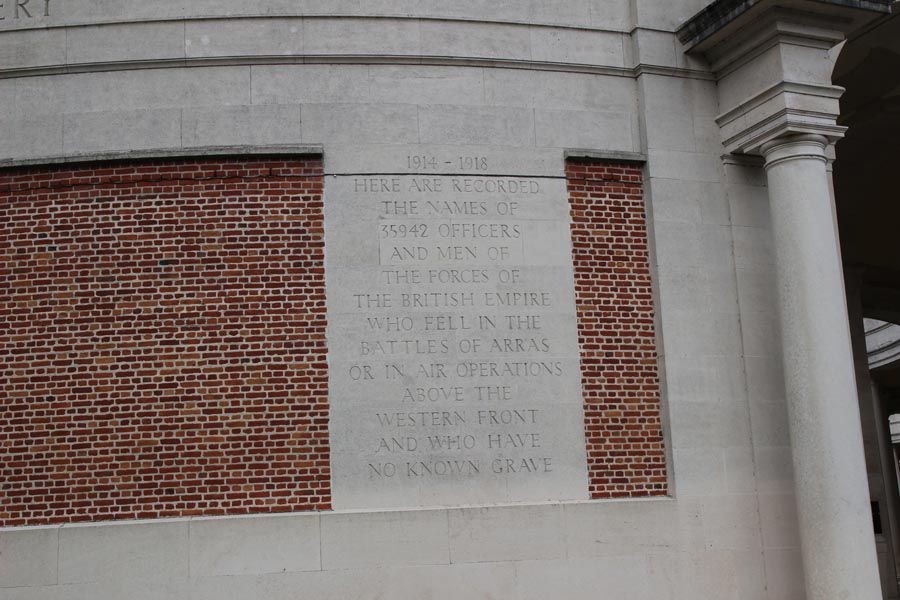 1914 - 1918
HERE ARE RECORDED
THE NAMES OF
35942 OFFICERS
AND MEN OF
THE FORCES OF
THE BRITISH EMPIRE
WHO FELL IN THE
BATTLES OF ARRAS
OR IN AIR OPERATIONS
ABOVE THE
WESTERN FRONT
AND WHO HAVE
NO KNOWN GRAVE